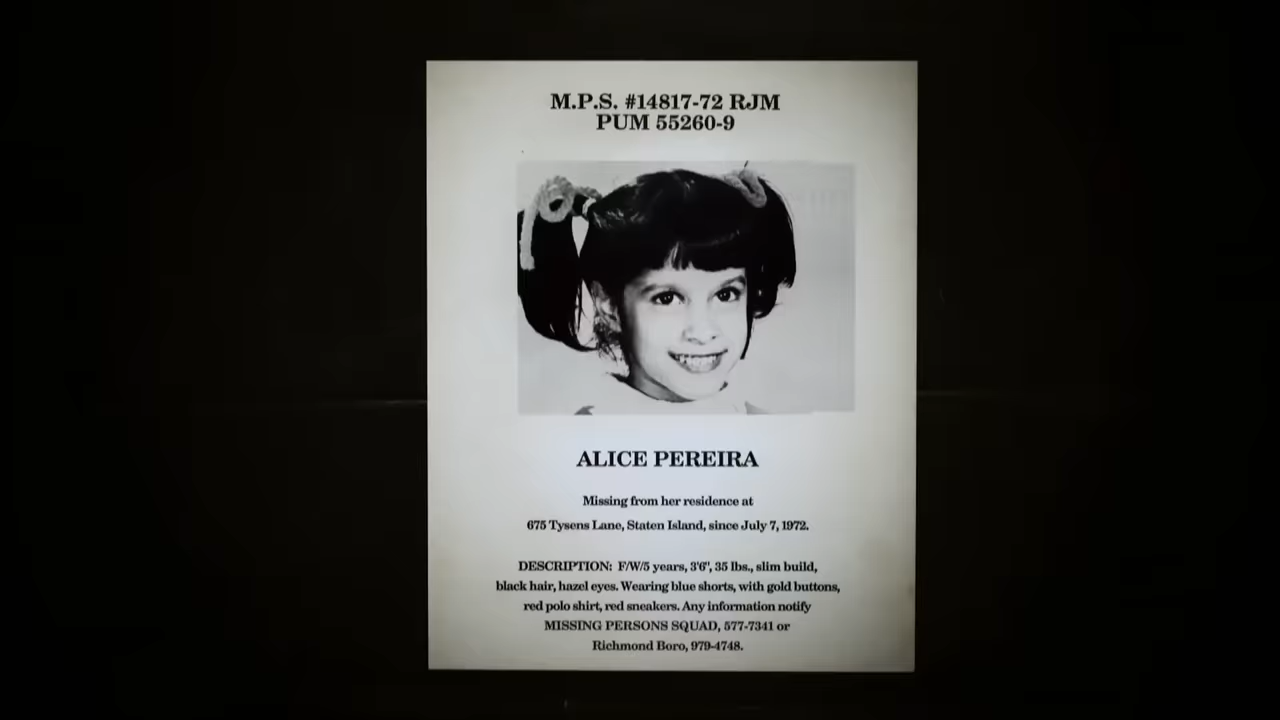 M.P.S. #14817-72 RJM
PUM 55260-9
ALICE PEREIRA
Missing from her residence at
675 Tysens Lane, Staten Island, since July 7, 1972.
DESCRIPTION: F/W/5 years, 3'6", 35 lbs., slim build,
black hair, hazel eyes. Wearing blue shorts, with gold buttons,
red polo shirt, red sneakers. Any information notify
MISSING PERSONS SQUAD, 577-7341 or
Richmond Boro, 979-4748.